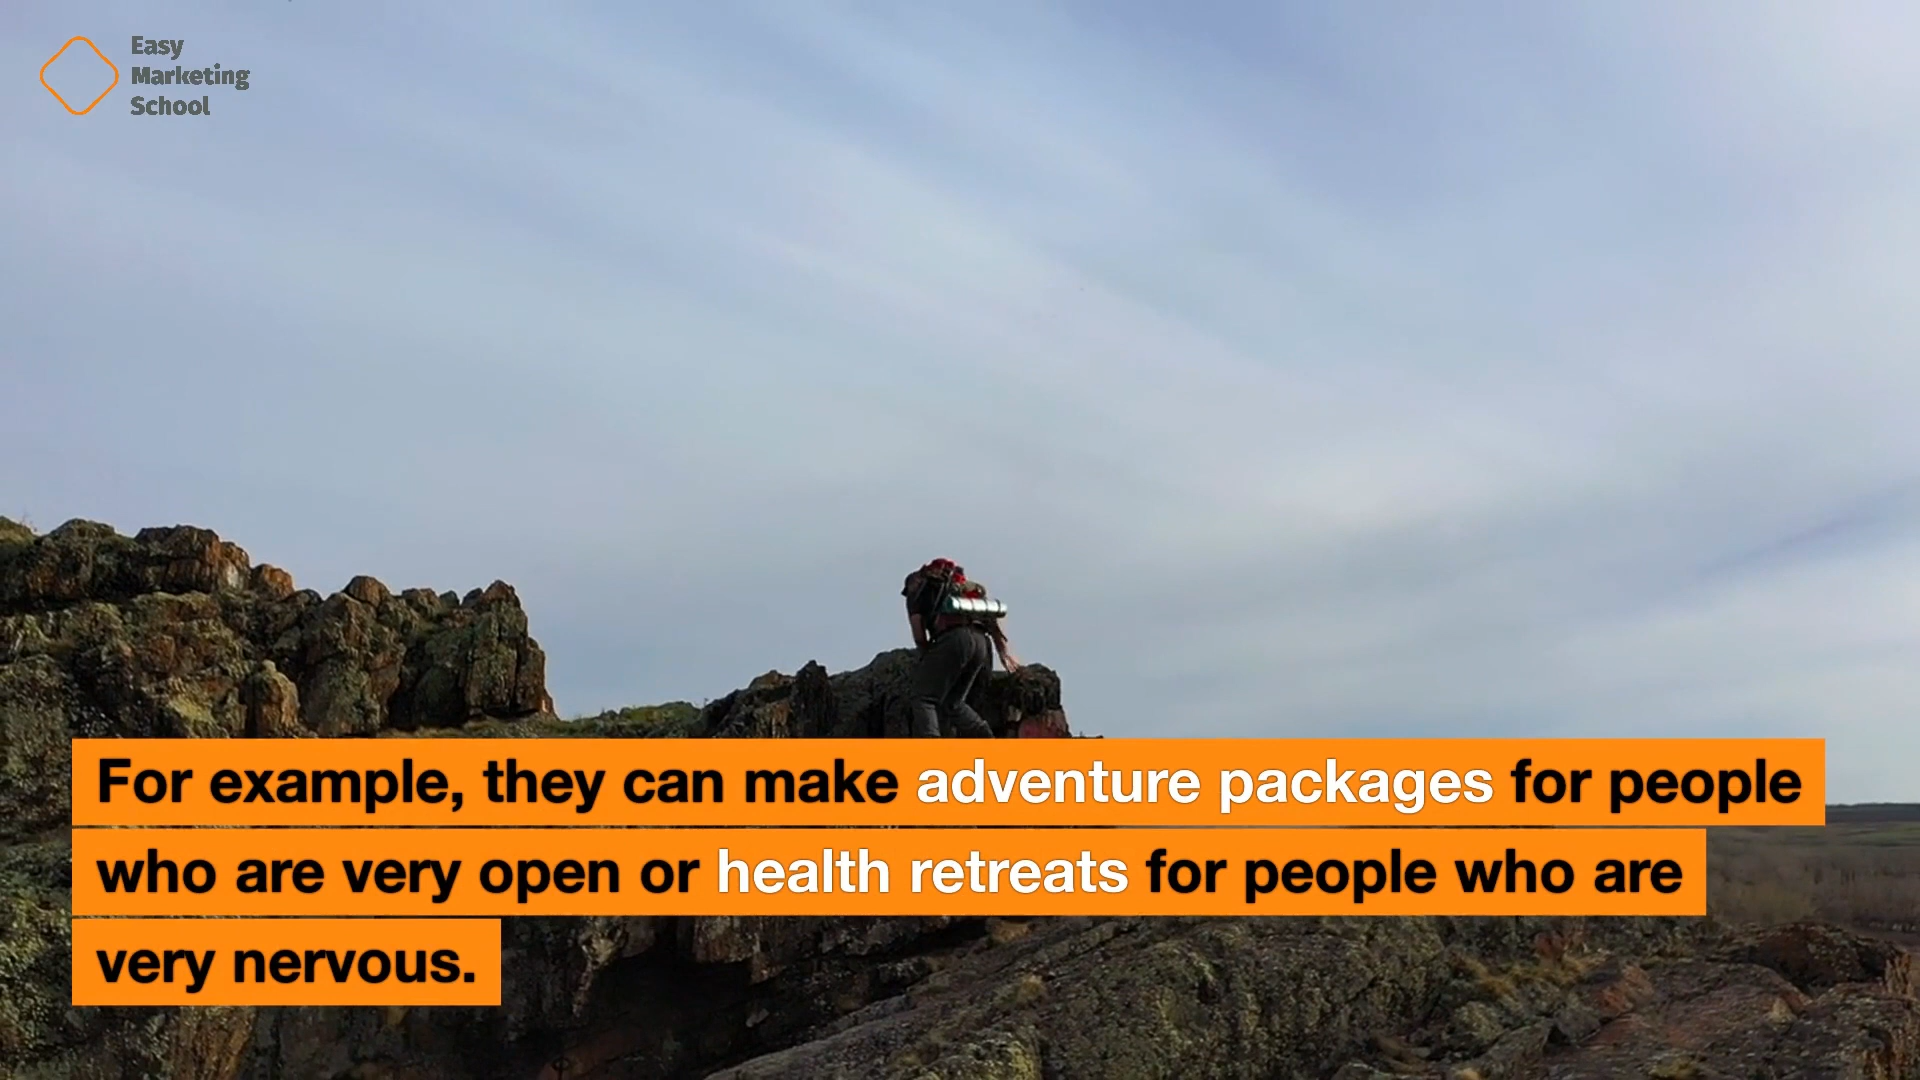 Easy
Marketing
School
For example, they can make adventure packages for people
who are very open or health retreats for people who are
very nervous.